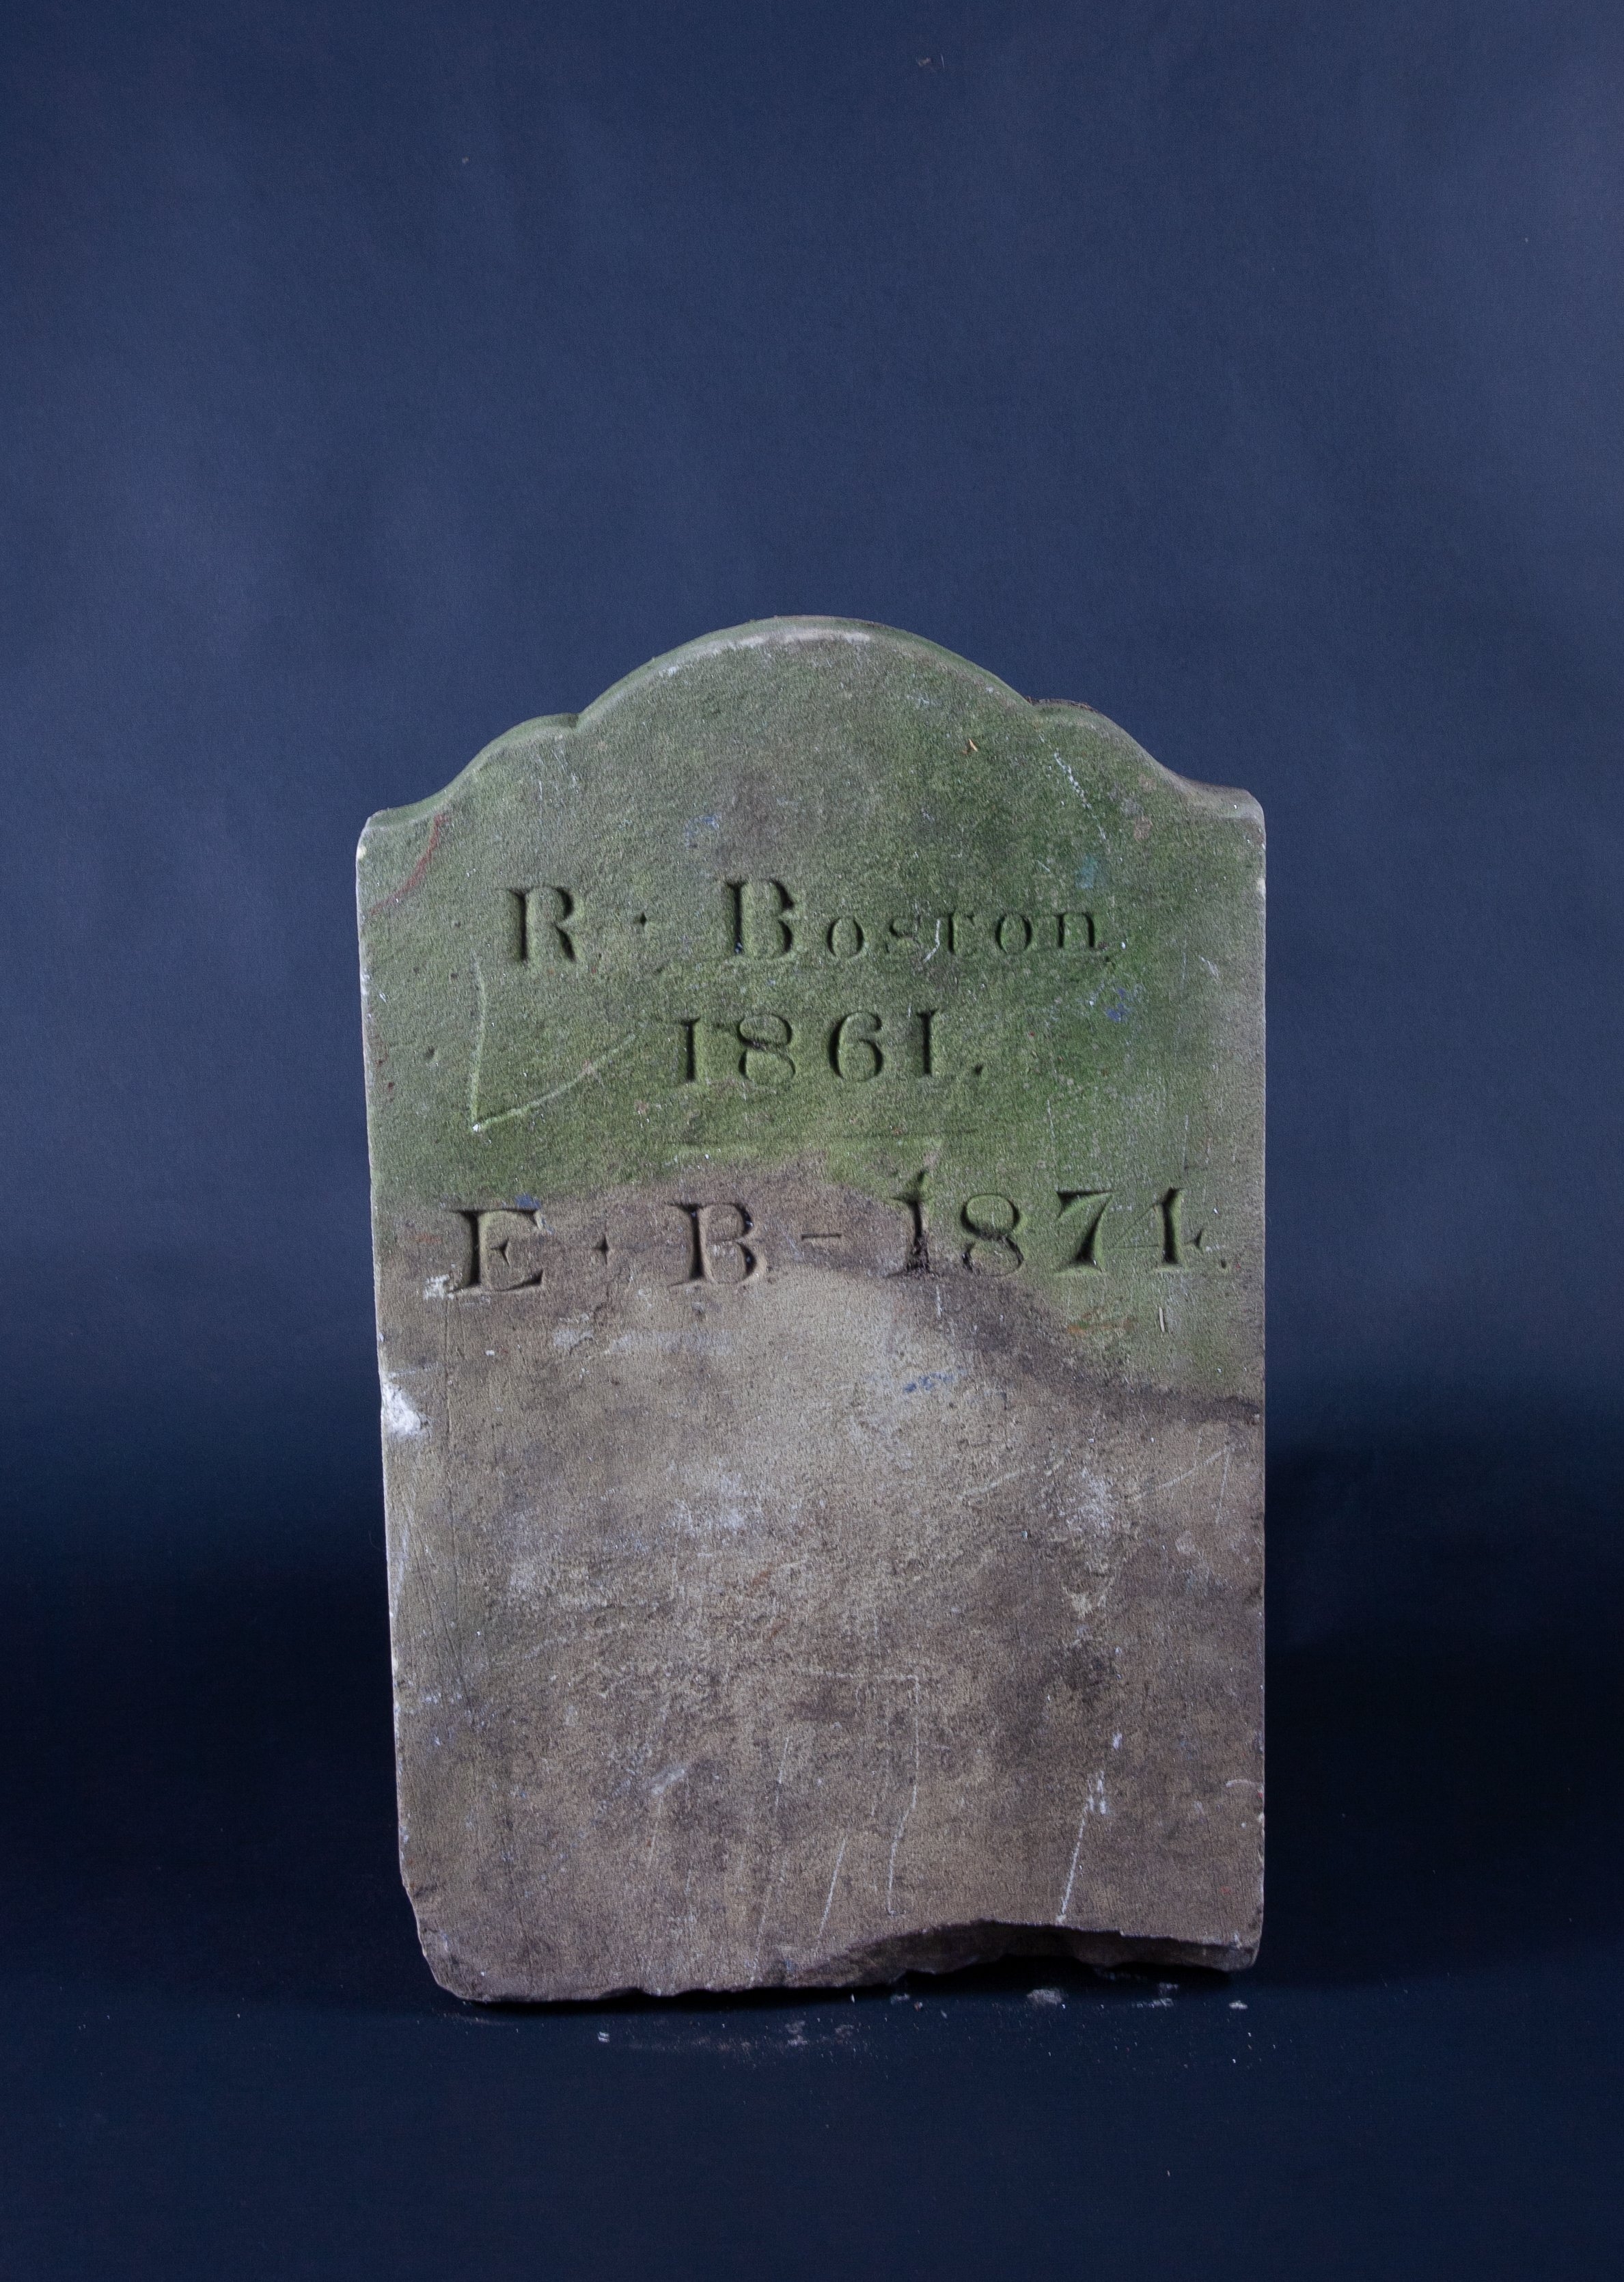 R · Boston
1861.
E · B - 1874.